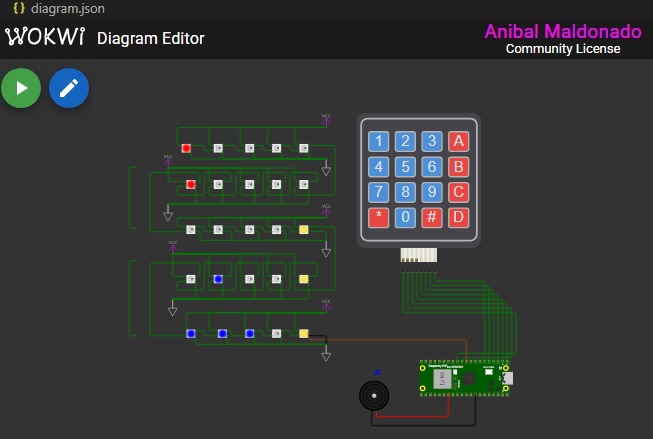 {} diagram.json
WOKWI Diagram Editor
Anibal Maldonado
Community License
VCC
VCC
VCC
VCC
VCC
1 2 3 A
4 5 6 B
7 8 9 C
* 0 # D